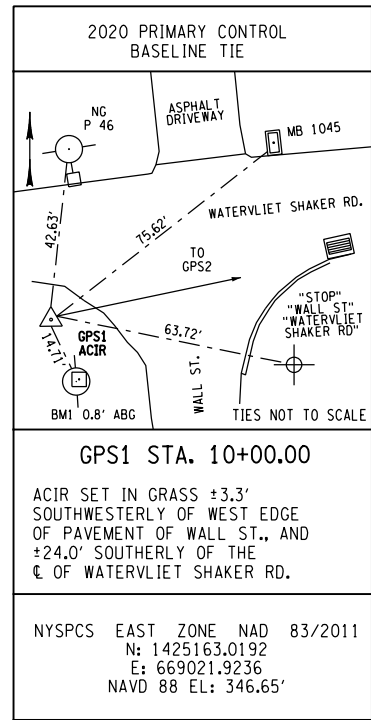 2020 PRIMARY CONTROL
BASELINE TIE
NG
P 46
ASPHALT
DRIVEWAY
MB 1045
42.63'
75.62'
WATERVLIET SHAKER RD.
TO
GPS2
"STOP"
"WALL ST"
"WATERVLIET
SHAKER RD"
63.72'
GPS1
ACIR
14.71'
WALL ST.
BM1 0.8' ABG
TIES NOT TO SCALE
GPS1 STA. 10+00.00
ACIR SET IN GRASS ±3.3'
SOUTHWESTERLY OF WEST EDGE
OF PAVEMENT OF WALL ST., AND
±24.0' SOUTHERLY OF THE
℄ OF WATERVLIET SHAKER RD.
NYSPCS EAST ZONE NAD 83/2011
N: 1425163.0192
E: 669021.9236
NAVD 88 EL: 346.65'